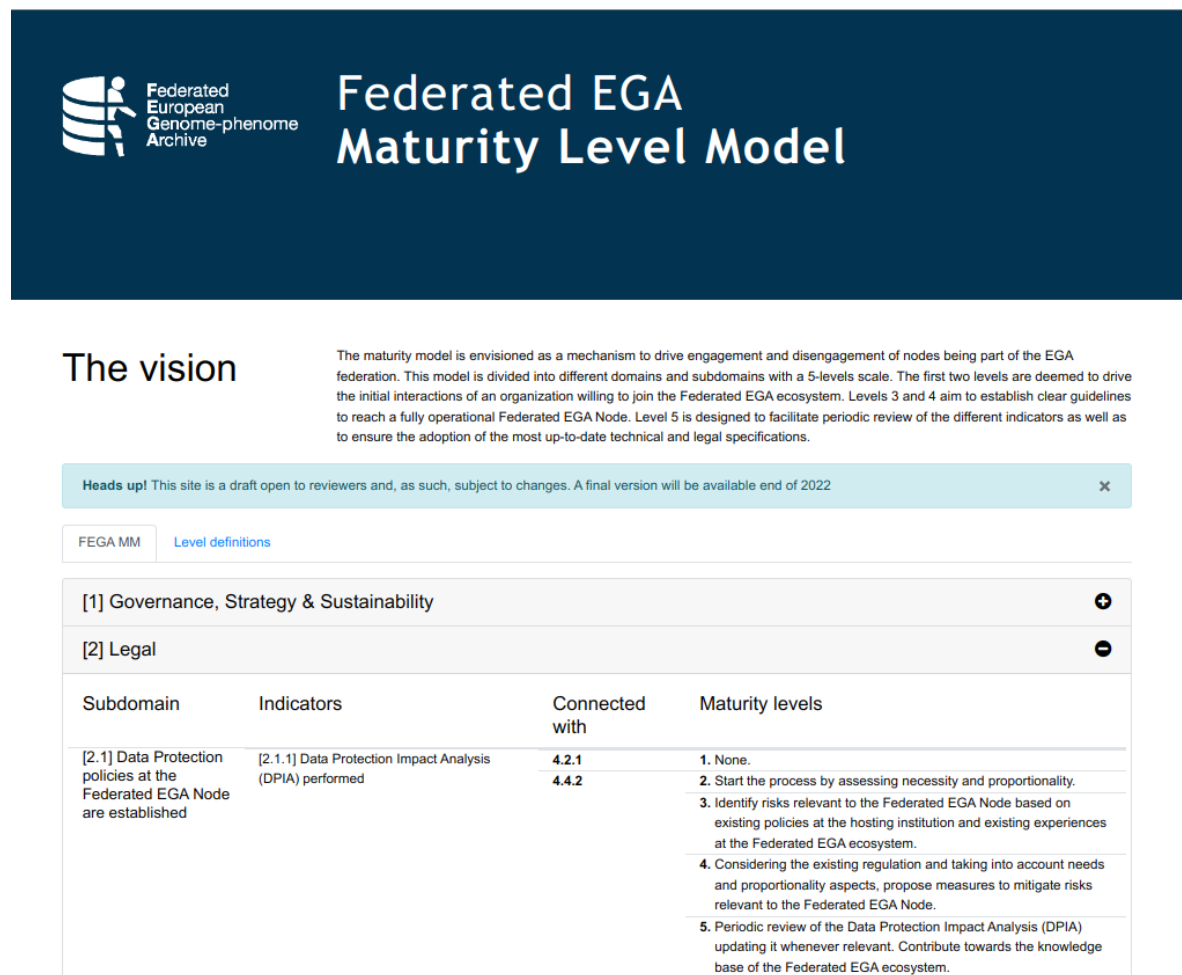 Federated
European
Genome-phenome
Archive
Federated EGA
Maturity Level Model
The vision
The maturity model is envisioned as a mechanism to drive engagement and disengagement of nodes being part of the EGA
federation. This model is divided into different domains and subdomains with a 5-levels scale. The first two levels are deemed to drive
the initial interactions of an organization willing to join the Federated EGA ecosystem. Levels 3 and 4 aim to establish clear guidelines
to reach a fully operational Federated EGA Node. Level 5 is designed to facilitate periodic review of the different indicators as well as
to ensure the adoption of the most up-to-date technical and legal specifications.
Heads up! This site is a draft open to reviewers and, as such, subject to changes. A final version will be available end of 2022 ×
FEGA MM Level definitions
[1] Governance, Strategy & Sustainability
[2] Legal
Subdomain Indicators Connected with Maturity levels
[2.1] Data Protection
policies at the
Federated EGA Node
are established
[2.1.1] Data Protection Impact Analysis
(DPIA) performed
4.2.1
4.4.2
1. None.
2. Start the process by assessing necessity and proportionality.
3. Identify risks relevant to the Federated EGA Node based on
existing policies at the hosting institution and existing experiences
at the Federated EGA ecosystem.
4. Considering the existing regulation and taking into account needs
and proportionality aspects, propose measures to mitigate risks
relevant to the Federated EGA Node.
5. Periodic review of the Data Protection Impact Analysis (DPIA)
updating it whenever relevant. Contribute towards the knowledge
base of the Federated EGA ecosystem.